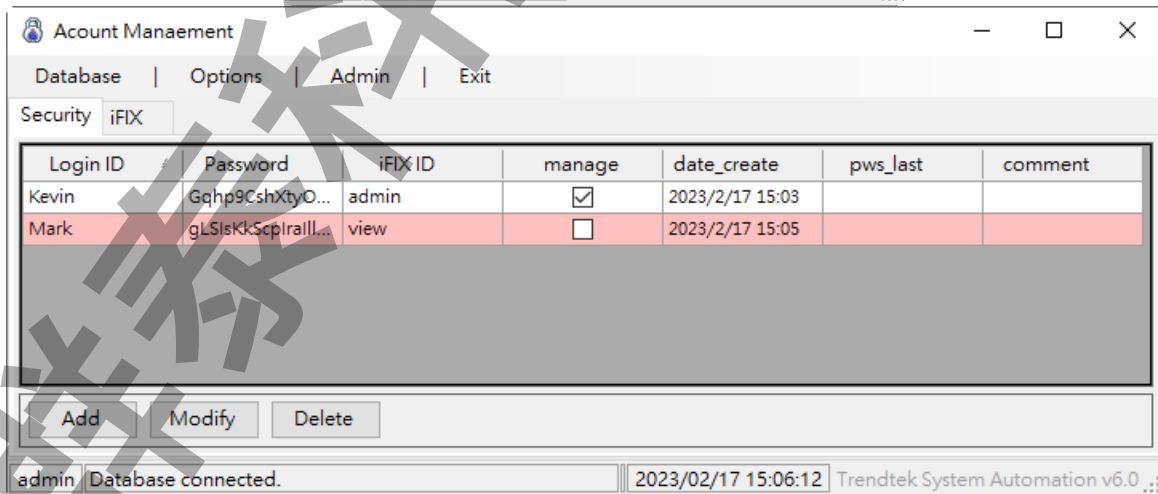 Acount Manaement
Database | Options | Admin | Exit
Security iFIX
Login ID Password iFIX ID manage date_create pws_last comment
Kevin Gqhp9CshXtyO... admin 2023/2/17 15:03
Mark gLSIsKkScpIraIll... view 2023/2/17 15:05
Add Modify Delete
admin Database connected. 2023/02/17 15:06:12 Trendtek System Automation v6.0
泰